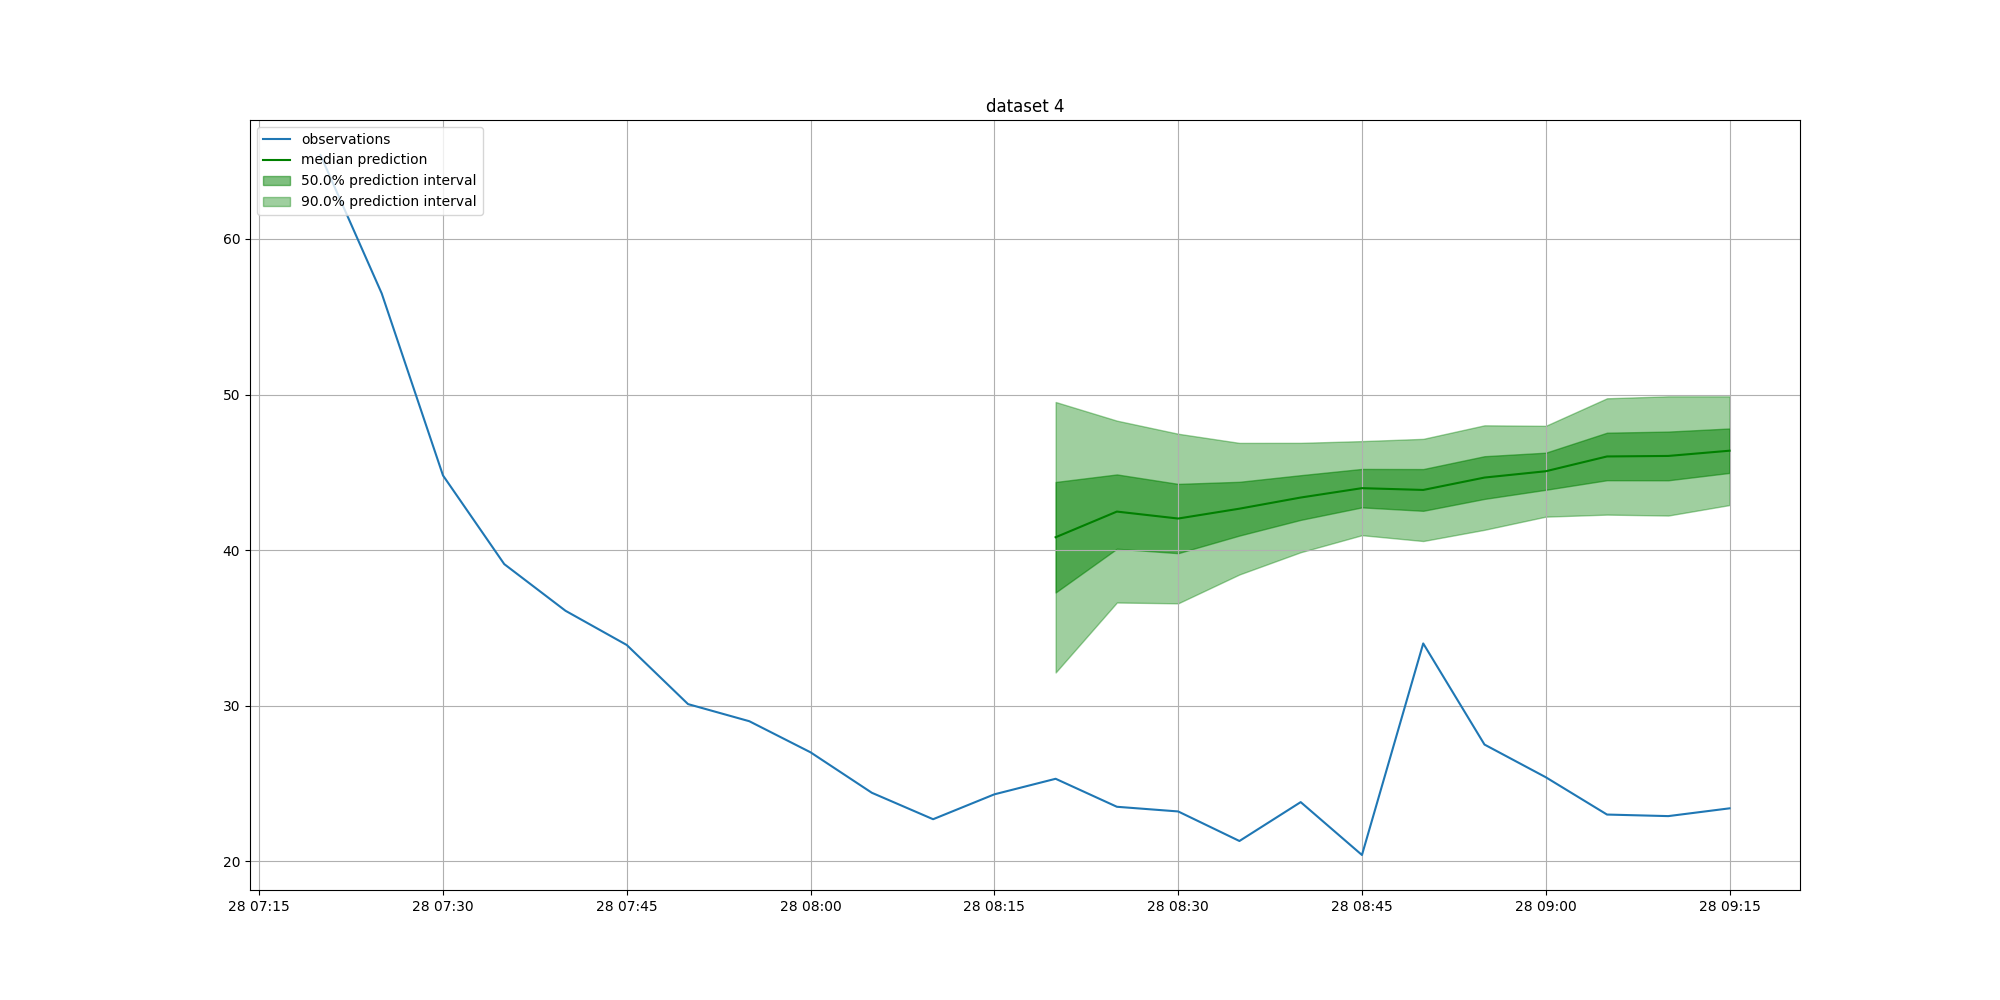 dataset 4
observations
median prediction
50.0% prediction interval
90.0% prediction interval
60
50
40
30
20
28 07:15 28 07:30 28 07:45 28 08:00 28 08:15 28 08:30 28 08:45 28 09:00 28 09:15